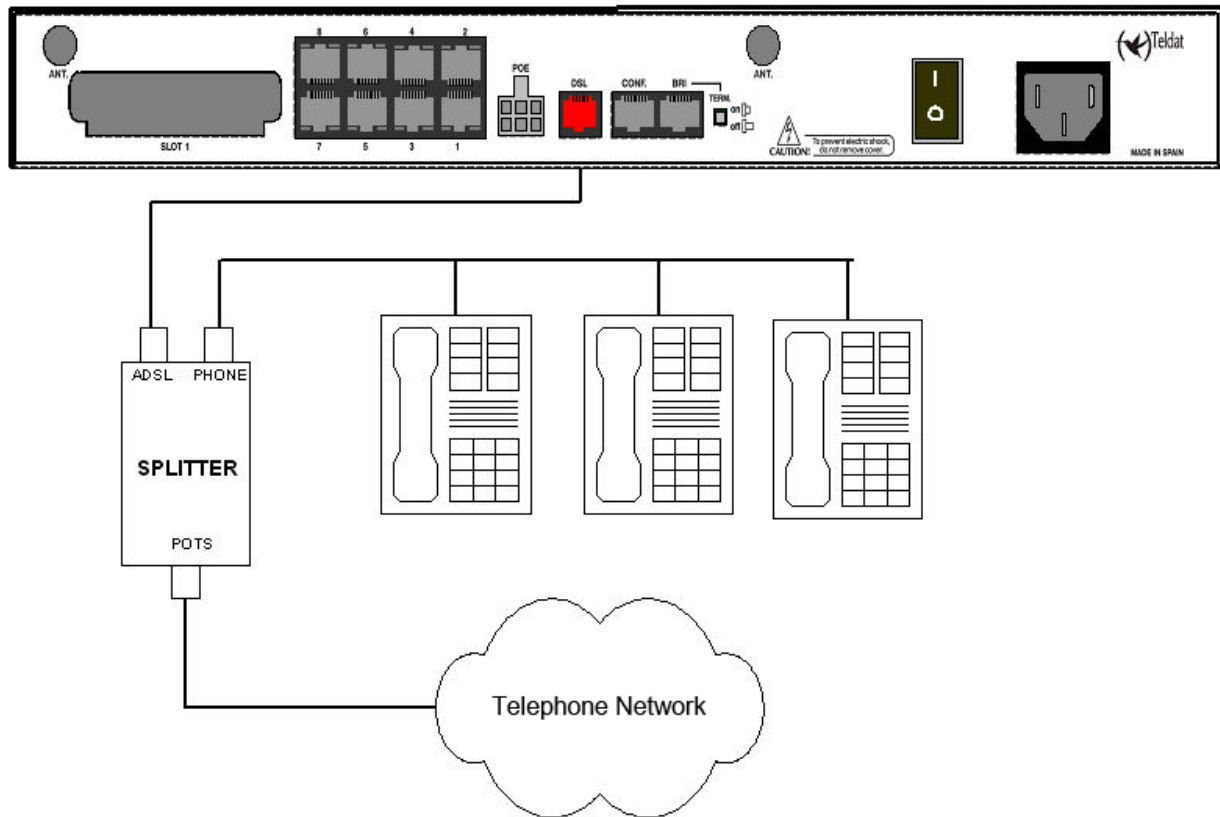 8 6 4 2
ANT.
SLOT 1
7 5 3 1
POE
DSL
CONF.
BRI
TERM.
on
off
ANT.
CAUTION!
To prevent electric shock,
do not remove cover.
I
O
Teldat
MADE IN SPAIN
ADSL PHONE
SPLITTER
POTS
Telephone Network